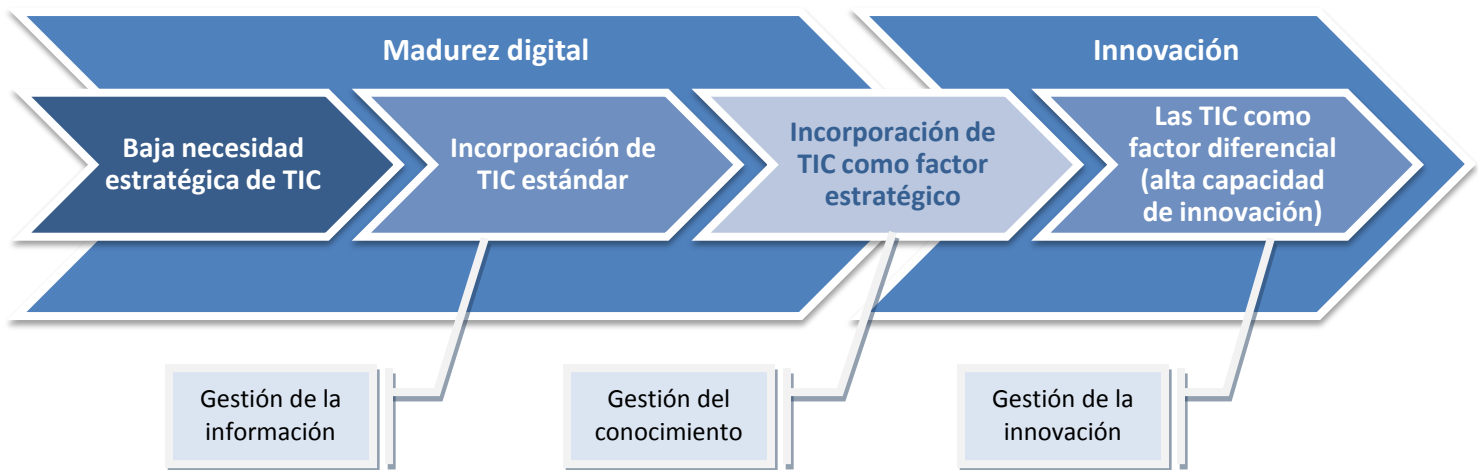 Madurez digital
Innovación
Baja necesidad
estratégica de TIC
Incorporación de
TIC estándar
Incorporación de
TIC como factor
estratégico
Las TIC como
factor diferencial
(alta capacidad
de innovación)
Gestión de la
información
Gestión del
conocimiento
Gestión de la
innovación